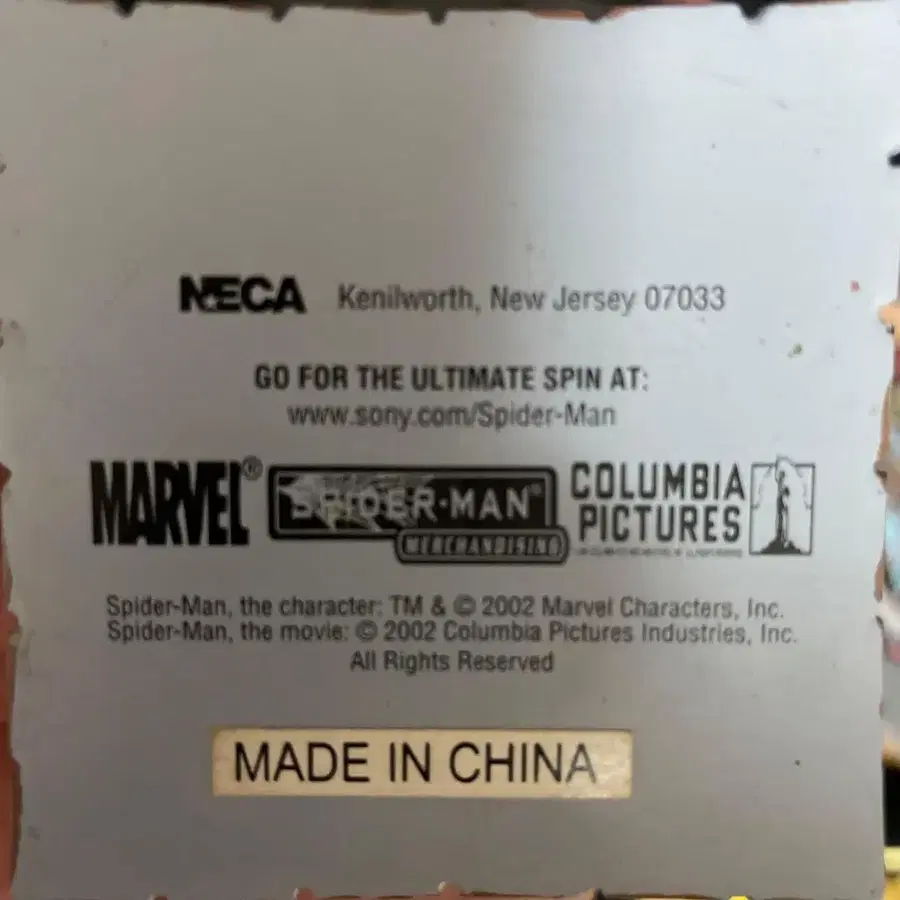 NECA Kenilworth, New Jersey 07033
GO FOR THE ULTIMATE SPIN AT:
www.sony.com/Spider-Man
MARVEL® SPIDER-MAN COLUMBIA
MERCHANDISING PICTURES
Spider-Man, the character: TM & © 2002 Marvel Characters, Inc.
Spider-Man, the movie: © 2002 Columbia Pictures Industries, Inc.
All Rights Reserved
MADE IN CHINA